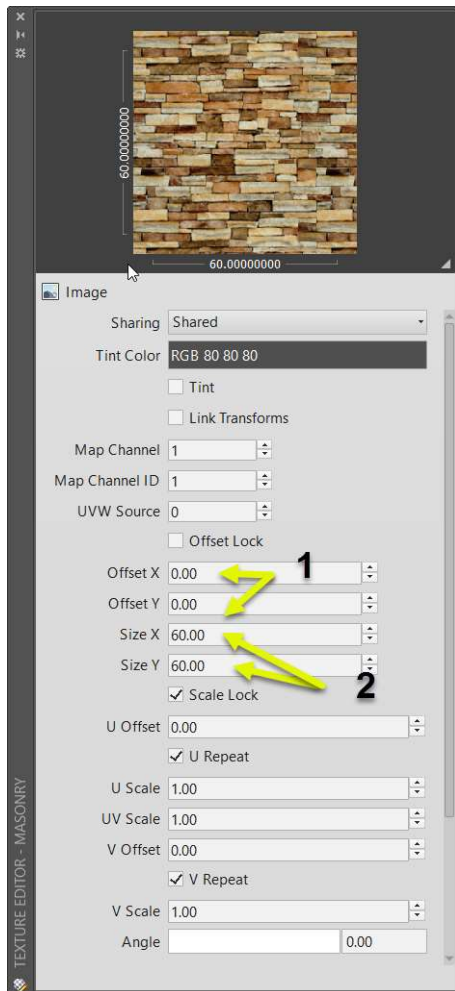 60.00000000
60.00000000
Image
Sharing Shared
Tint Color RGB 80 80 80
Tint
Link Transforms
Map Channel 1
Map Channel ID 1
UVW Source 0
Offset Lock
1
Offset X 0.00
Offset Y 0.00
Size X 60.00
Size Y 60.00
2
Scale Lock
U Offset 0.00
U Repeat
U Scale 1.00
UV Scale 1.00
V Offset 0.00
V Repeat
V Scale 1.00
Angle 0.00
TEXTURE EDITOR - MASONRY